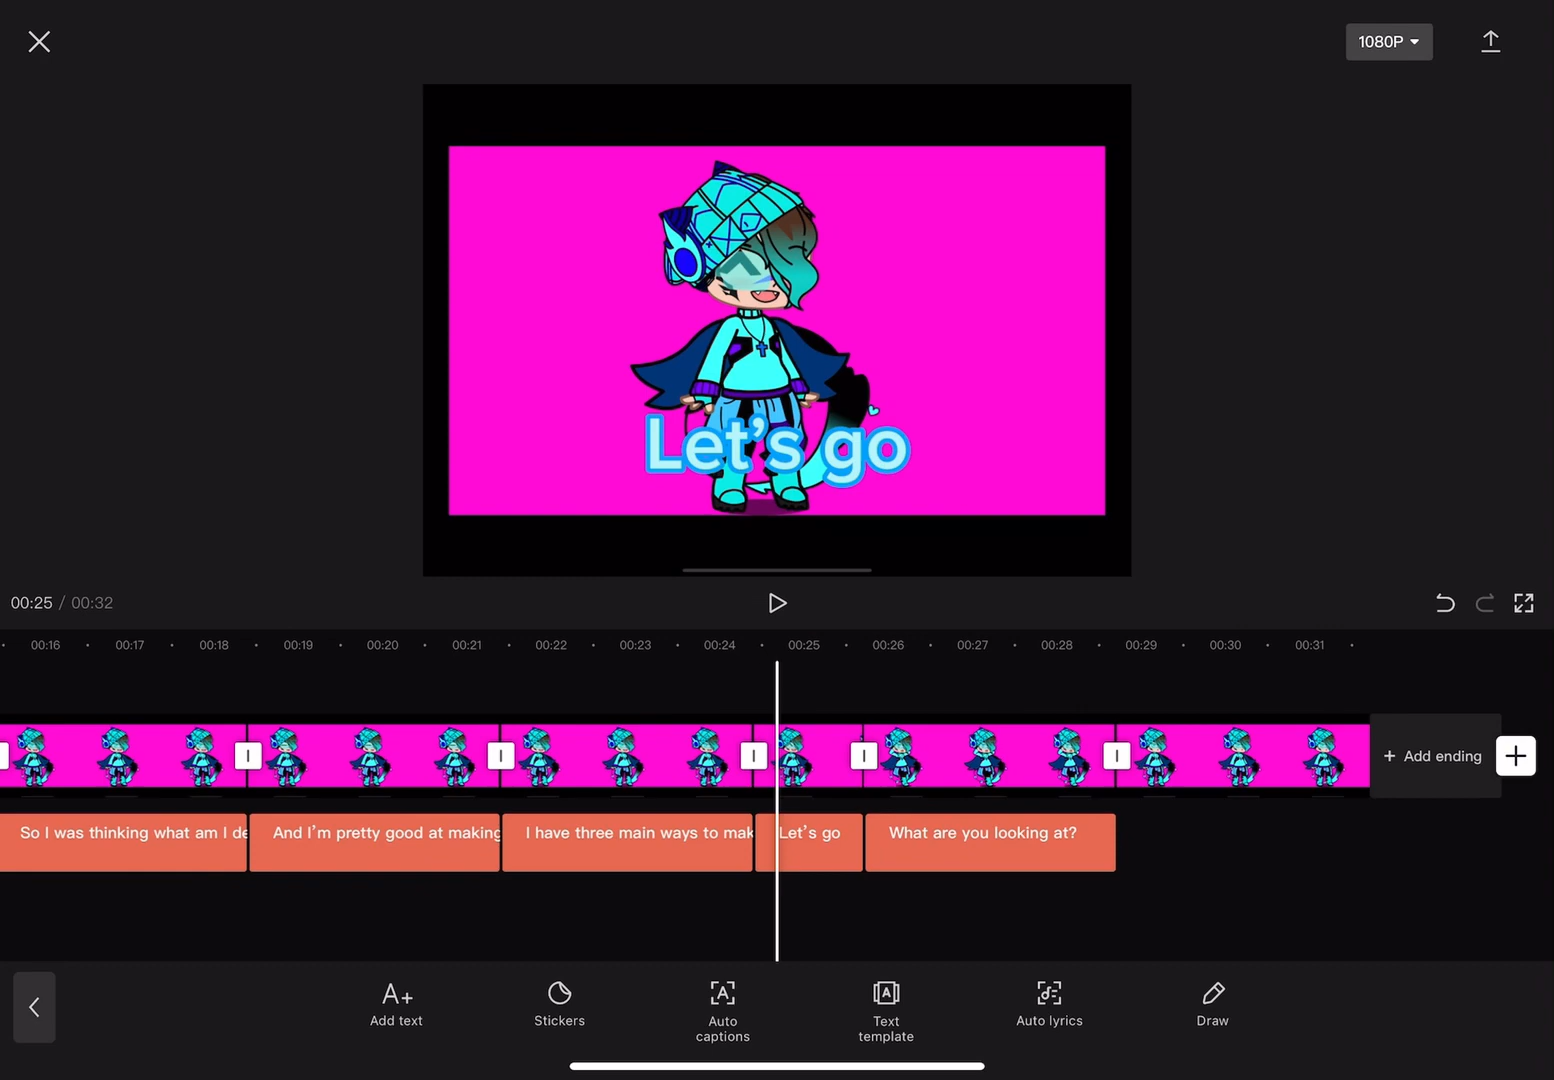 1080P
Let's go
00:25 / 00:32
00:16 00:17 00:18 00:19 00:20 00:21 00:22 00:23 00:24 00:25 00:26 00:27 00:28 00:29 00:30 00:31
+ Add ending
So I was thinking what am I
And I'm pretty good at making
I have three main ways to
Let's go
What are you looking at?
Add text
Stickers
Auto captions
Text template
Auto lyrics
Draw